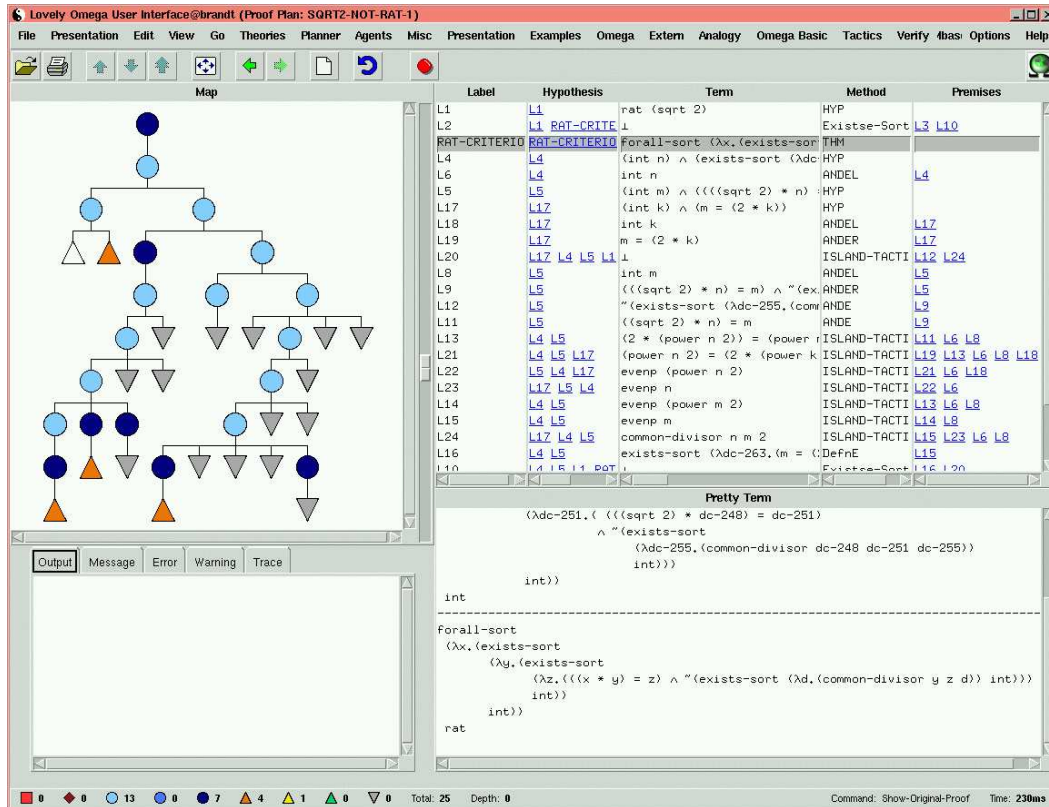 Lovely Omega User Interface@brandt (Proof Plan: SQRT2-NOT-RAT-1)
File Presentation Edit View Go Theories Planner Agents Misc Presentation Examples Omega Extern Analogy Omega Basic Tactics Verify Options Help
Map
Label Hypothesis Term Method Premises
L1 L1 rat (sqrt 2) HYP
L2 L1 RAT-CRITE ⊥ Existse-Sort L3 L10
RAT-CRITERIO RAT-CRITERIO forall-sort (λx.(exists-sor THM
L4 L4 (int n) ∧ (exists-sort (λdc- HYP
L6 L4 int n ANDEL L4
L5 L5 (int m) ∧ ((((sqrt 2) * n) = HYP
L17 L17 (int k) ∧ (m = (2 * k)) HYP
L18 L17 int k ANDEL L17
L19 L17 m = (2 * k) ANDER L17
L20 L17 L4 L5 L1 ⊥ ISLAND-TACTI L12 L24
L8 L5 int m ANDEL L5
L9 L5 (((sqrt 2) * n) = m) ∧ ~(ex. ANDER L5
L12 L5 ~(exists-sort (λdc-255.(comm ANDE L9
L11 L5 ((sqrt 2) * n) = m ANDE L9
L13 L4 L5 (2 * (power n 2)) = (power m ISLAND-TACTI L11 L6 L8
L21 L4 L5 L17 (power n 2) = (2 * (power k ISLAND-TACTI L19 L13 L6 L8 L18
L22 L5 L4 L17 evenp (power n 2) ISLAND-TACTI L21 L6 L18
L23 L17 L5 L4 evenp n ISLAND-TACTI L22 L6
L14 L4 L5 evenp (power m 2) ISLAND-TACTI L13 L6 L8
L15 L4 L5 evenp m ISLAND-TACTI L14 L8
L24 L17 L4 L5 common-divisor n m 2 ISLAND-TACTI L15 L23 L6 L8
L16 L4 L5 exists-sort (λdc-263.(m = (2 DefnE L15
L10 L4 L5 L1 RAT ⊥ Existse-Sort L16 L20
Pretty Term
(λdc-251.( (((sqrt 2) * dc-248) = dc-251)
∧ ~(exists-sort
(λdc-255.(common-divisor dc-248 dc-251 dc-255))
int)))
int))
int
forall-sort
(λx.(exists-sort
(λy.(exists-sort
(λz.(((x * y) = z) ∧ ~(exists-sort (λd.(common-divisor y z d)) int)))
int))
int))
rat
Output Message Error Warning Trace
0 0 13 0 7 4 1 0 0 Total: 25 Depth: 0 Command: Show-Original-Proof Time: 230ms